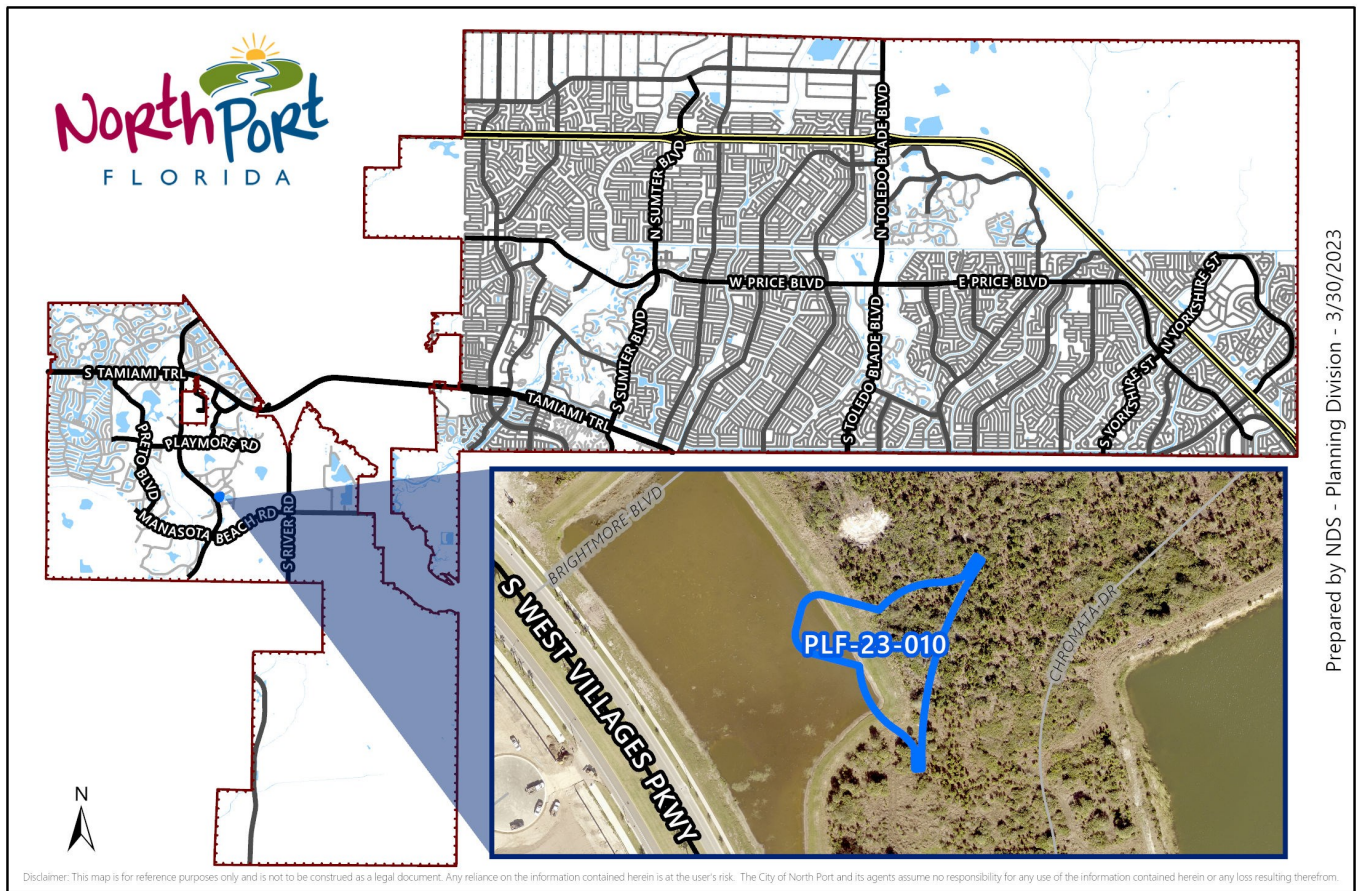 North Port
FLORIDA
N SUMTER BLVD
N TOLEDO BLADE BLVD
W PRICE BLVD
E PRICE BLVD
N YORKSHIRE ST
S YORKSHIRE ST
S SUMTER BLVD
S TOLEDO BLADE BLVD
S TAMIAMI TRL
TAMIAMI TRL
PLAYMORE RD
PRETO BLVD
MANASOTA BEACH RD
S RIVER RD
BRIGHTMORE BLVD
S WEST VILLAGES PKWY
PLF-23-010
CHROMATA DR
N
Prepared by NDS - Planning Division - 3/30/2023
Disclaimer: This map is for reference purposes only and is not to be construed as a legal document. Any reliance on the information contained herein is at the user's risk. The City of North Port and its agents assume no responsibility for any use of the information contained herein or any loss resulting therefrom.